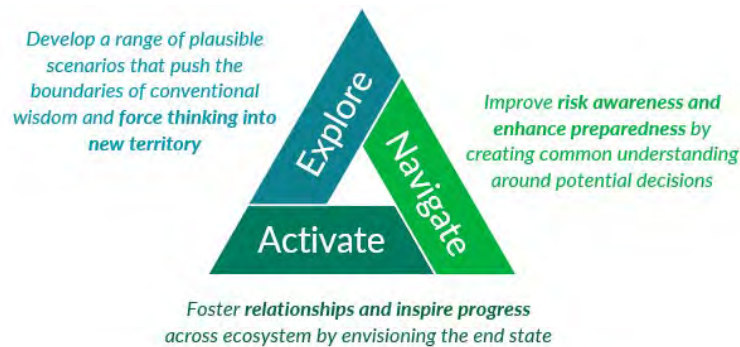 Develop a range of plausible
scenarios that push the
boundaries of conventional
wisdom and force thinking into
new territory
Explore
Navigate
Improve risk awareness and
enhance preparedness by
creating common understanding
around potential decisions
Activate
Foster relationships and inspire progress
across ecosystem by envisioning the end state